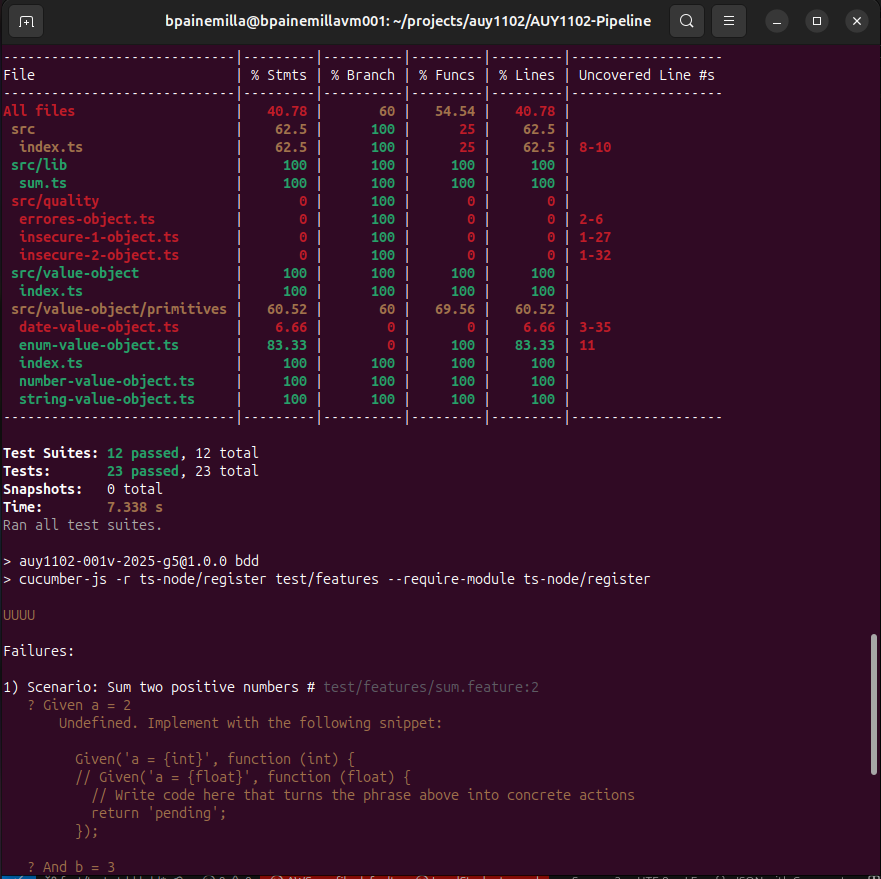 bpainemilla@bpainemillavm001: ~/projects/auy1102/AUY1102-Pipeline
-----------------------------|---------|----------|---------|---------|-------------------
File                         | % Stmts | % Branch | % Funcs | % Lines | Uncovered Line #s
-----------------------------|---------|----------|---------|---------|-------------------
All files                    |   40.78 |       60 |   54.54 |   40.78 |
 src                         |    62.5 |      100 |      25 |    62.5 |
  index.ts                   |    62.5 |      100 |      25 |    62.5 | 8-10
 src/lib                     |     100 |      100 |     100 |     100 |
  sum.ts                     |     100 |      100 |     100 |     100 |
 src/quality                 |       0 |      100 |       0 |       0 |
  errores-object.ts          |       0 |      100 |       0 |       0 | 2-6
  insecure-1-object.ts       |       0 |      100 |       0 |       0 | 1-27
  insecure-2-object.ts       |       0 |      100 |       0 |       0 | 1-32
 src/value-object            |     100 |      100 |     100 |     100 |
  index.ts                   |     100 |      100 |     100 |     100 |
 src/value-object/primitives |   60.52 |       60 |   69.56 |   60.52 |
  date-value-object.ts       |    6.66 |        0 |       0 |    6.66 | 3-35
  enum-value-object.ts       |   83.33 |        0 |     100 |   83.33 | 11
  index.ts                   |     100 |      100 |     100 |     100 |
  number-value-object.ts     |     100 |      100 |     100 |     100 |
  string-value-object.ts     |     100 |      100 |     100 |     100 |
-----------------------------|---------|----------|---------|---------|-------------------
Test Suites: 12 passed, 12 total
Tests:       23 passed, 23 total
Snapshots:   0 total
Time:        7.338 s
Ran all test suites.
> auy1102-001v-2025-g5@1.0.0 bdd
> cucumber-js -r ts-node/register test/features --require-module ts-node/register
UUUU
Failures:
1) Scenario: Sum two positive numbers # test/features/sum.feature:2
   ? Given a = 2
       Undefined. Implement with the following snippet:
         Given('a = {int}', function (int) {
         // Given('a = {float}', function (float) {
           // Write code here that turns the phrase above into concrete actions
           return 'pending';
         });
   ? And b = 3